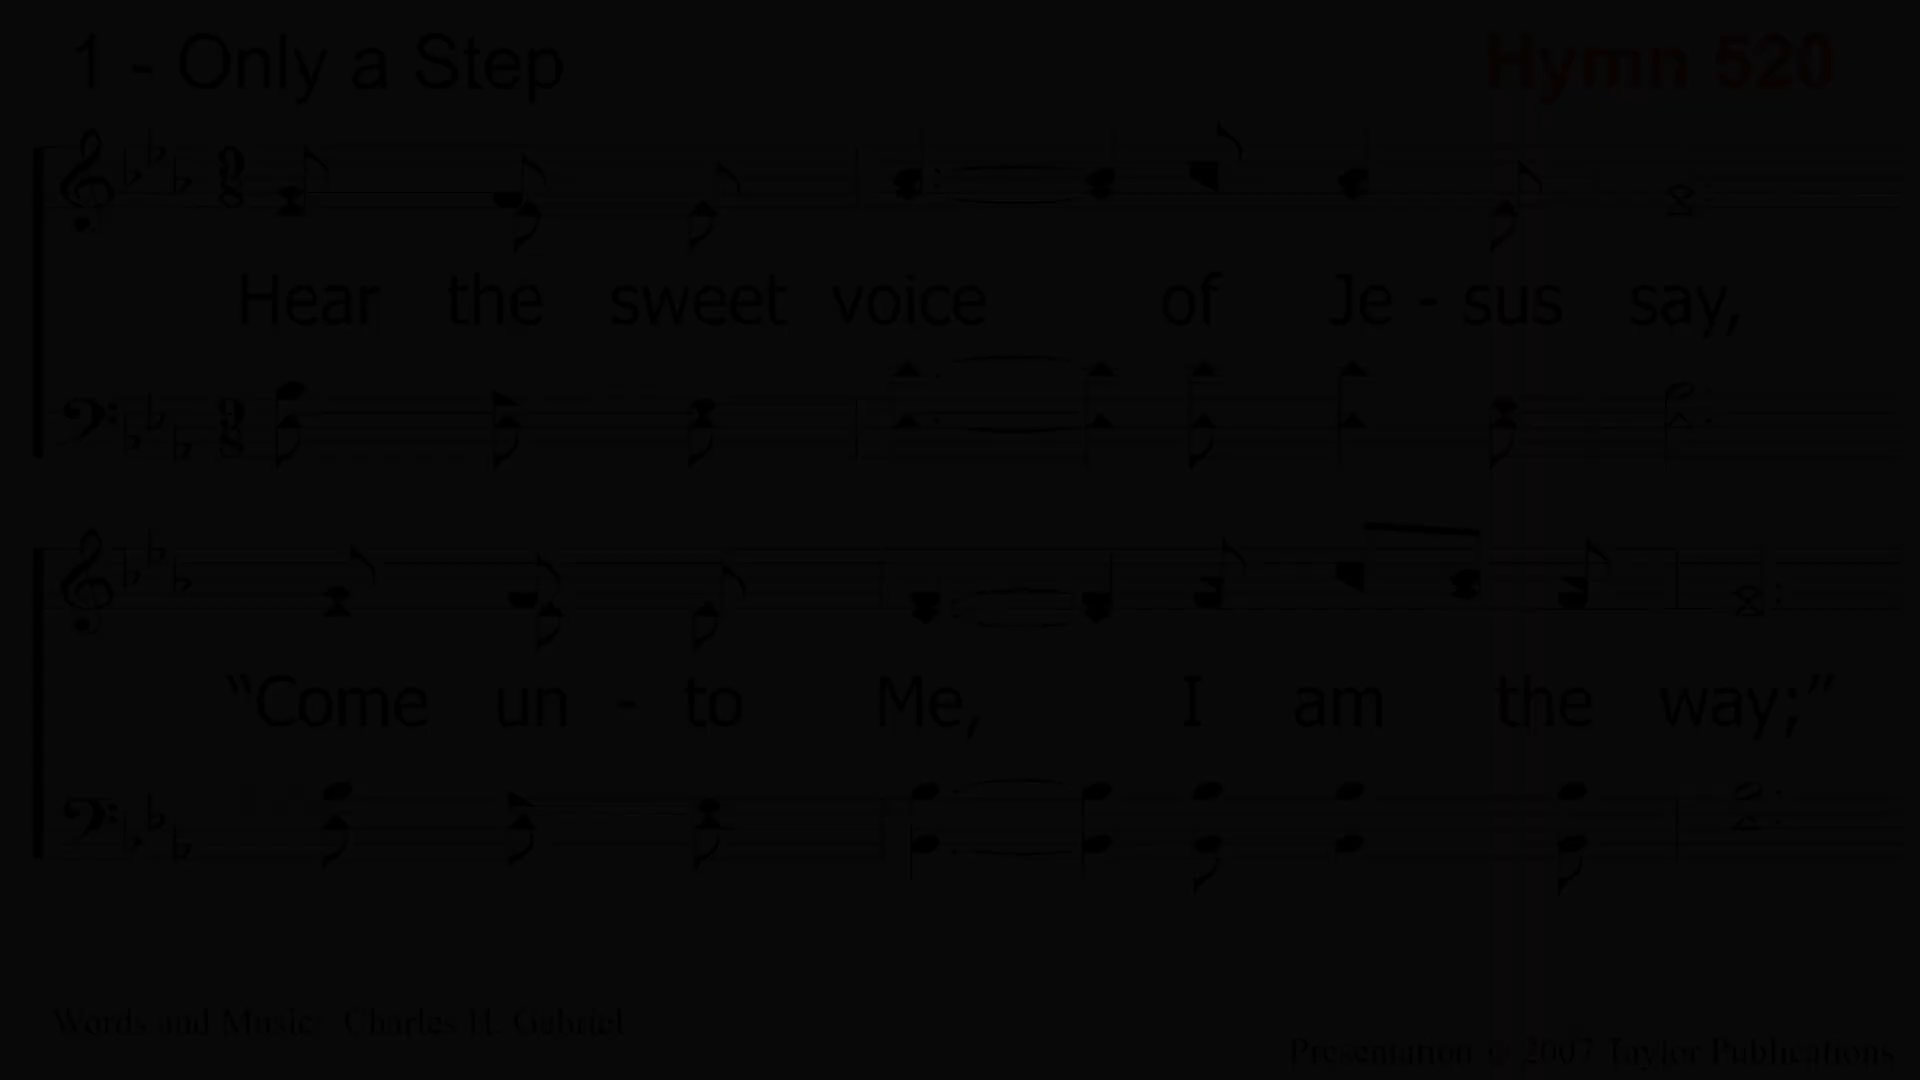 1 - Only a Step
Hymn 520
Hear the sweet voice of Je - sus say,
“Come un - to Me, I am the way;”
Words and Music: Charles H. Gabriel
Presentation © 2007 Taylor Publications